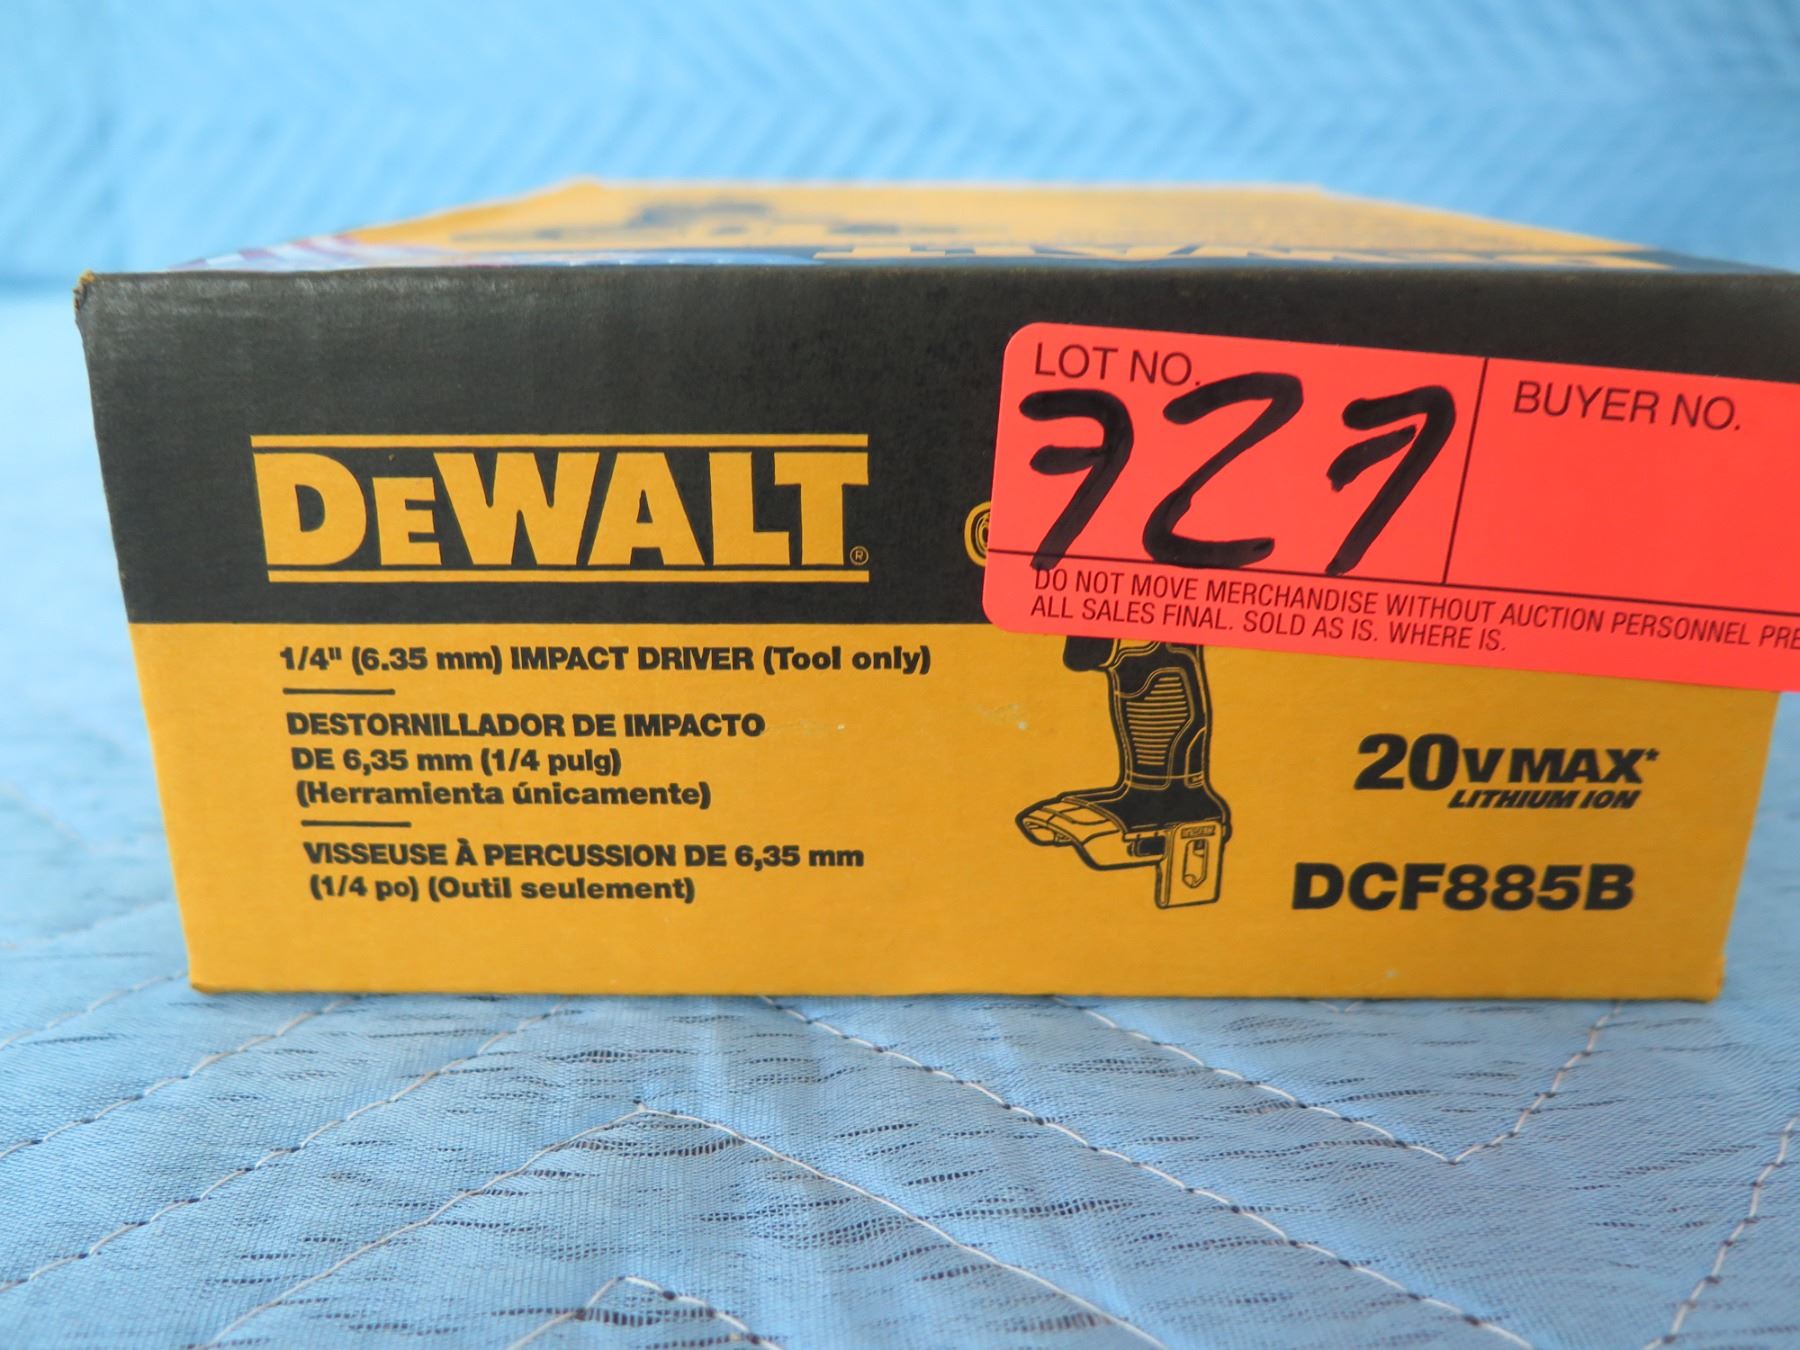 LOT NO.
727
BUYER NO.
DO NOT MOVE MERCHANDISE WITHOUT AUCTION PERSONNEL
ALL SALES FINAL. SOLD AS IS. WHERE IS.
DEWALT®
1/4" (6.35 mm) IMPACT DRIVER (Tool only)
DESTORNILLADOR DE IMPACTO
DE 6,35 mm (1/4 pulg)
(Herramienta únicamente)
VISSEUSE À PERCUSSION DE 6,35 mm
(1/4 po) (Outil seulement)
20V MAX*
LITHIUM ION
DCF885B